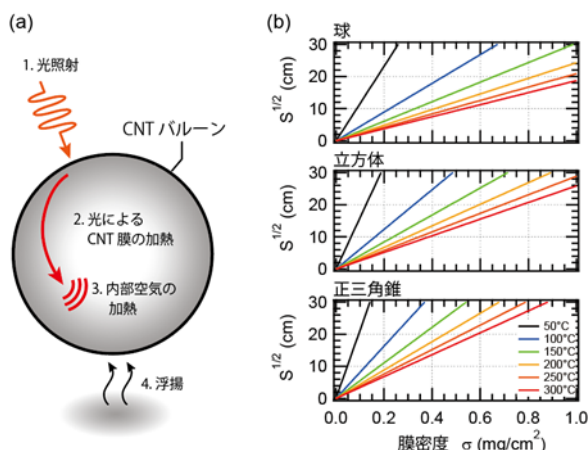 (a)
1. 光照射
CNT バルーン
2. 光による
CNT 膜の加熱
3. 内部空気の
加熱
4. 浮揚
(b)
球
30
20
10
0
S1/2 (cm)
立方体
30
20
10
0
S1/2 (cm)
正三角錐
30
20
10
0
S1/2 (cm)
50°C
100°C
150°C
200°C
250°C
300°C
0.0 0.2 0.4 0.6 0.8 1.0
膜密度 σ (mg/cm2)